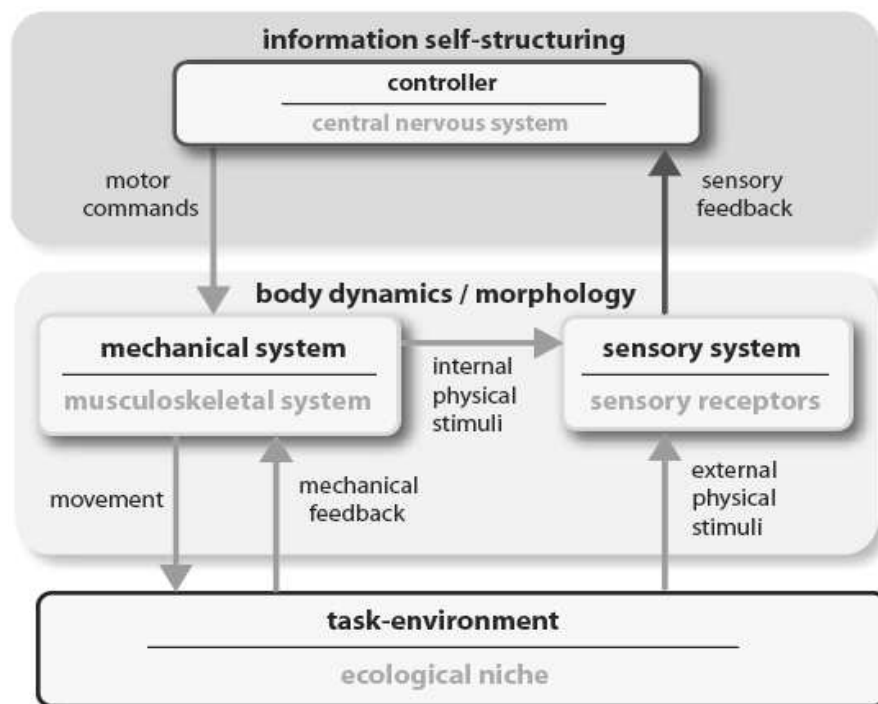 information self-structuring
controller
central nervous system
motor
commands
sensory
feedback
body dynamics / morphology
mechanical system
musculoskeletal system
internal
physical
stimuli
sensory system
sensory receptors
movement
mechanical
feedback
external
physical
stimuli
task-environment
ecological niche